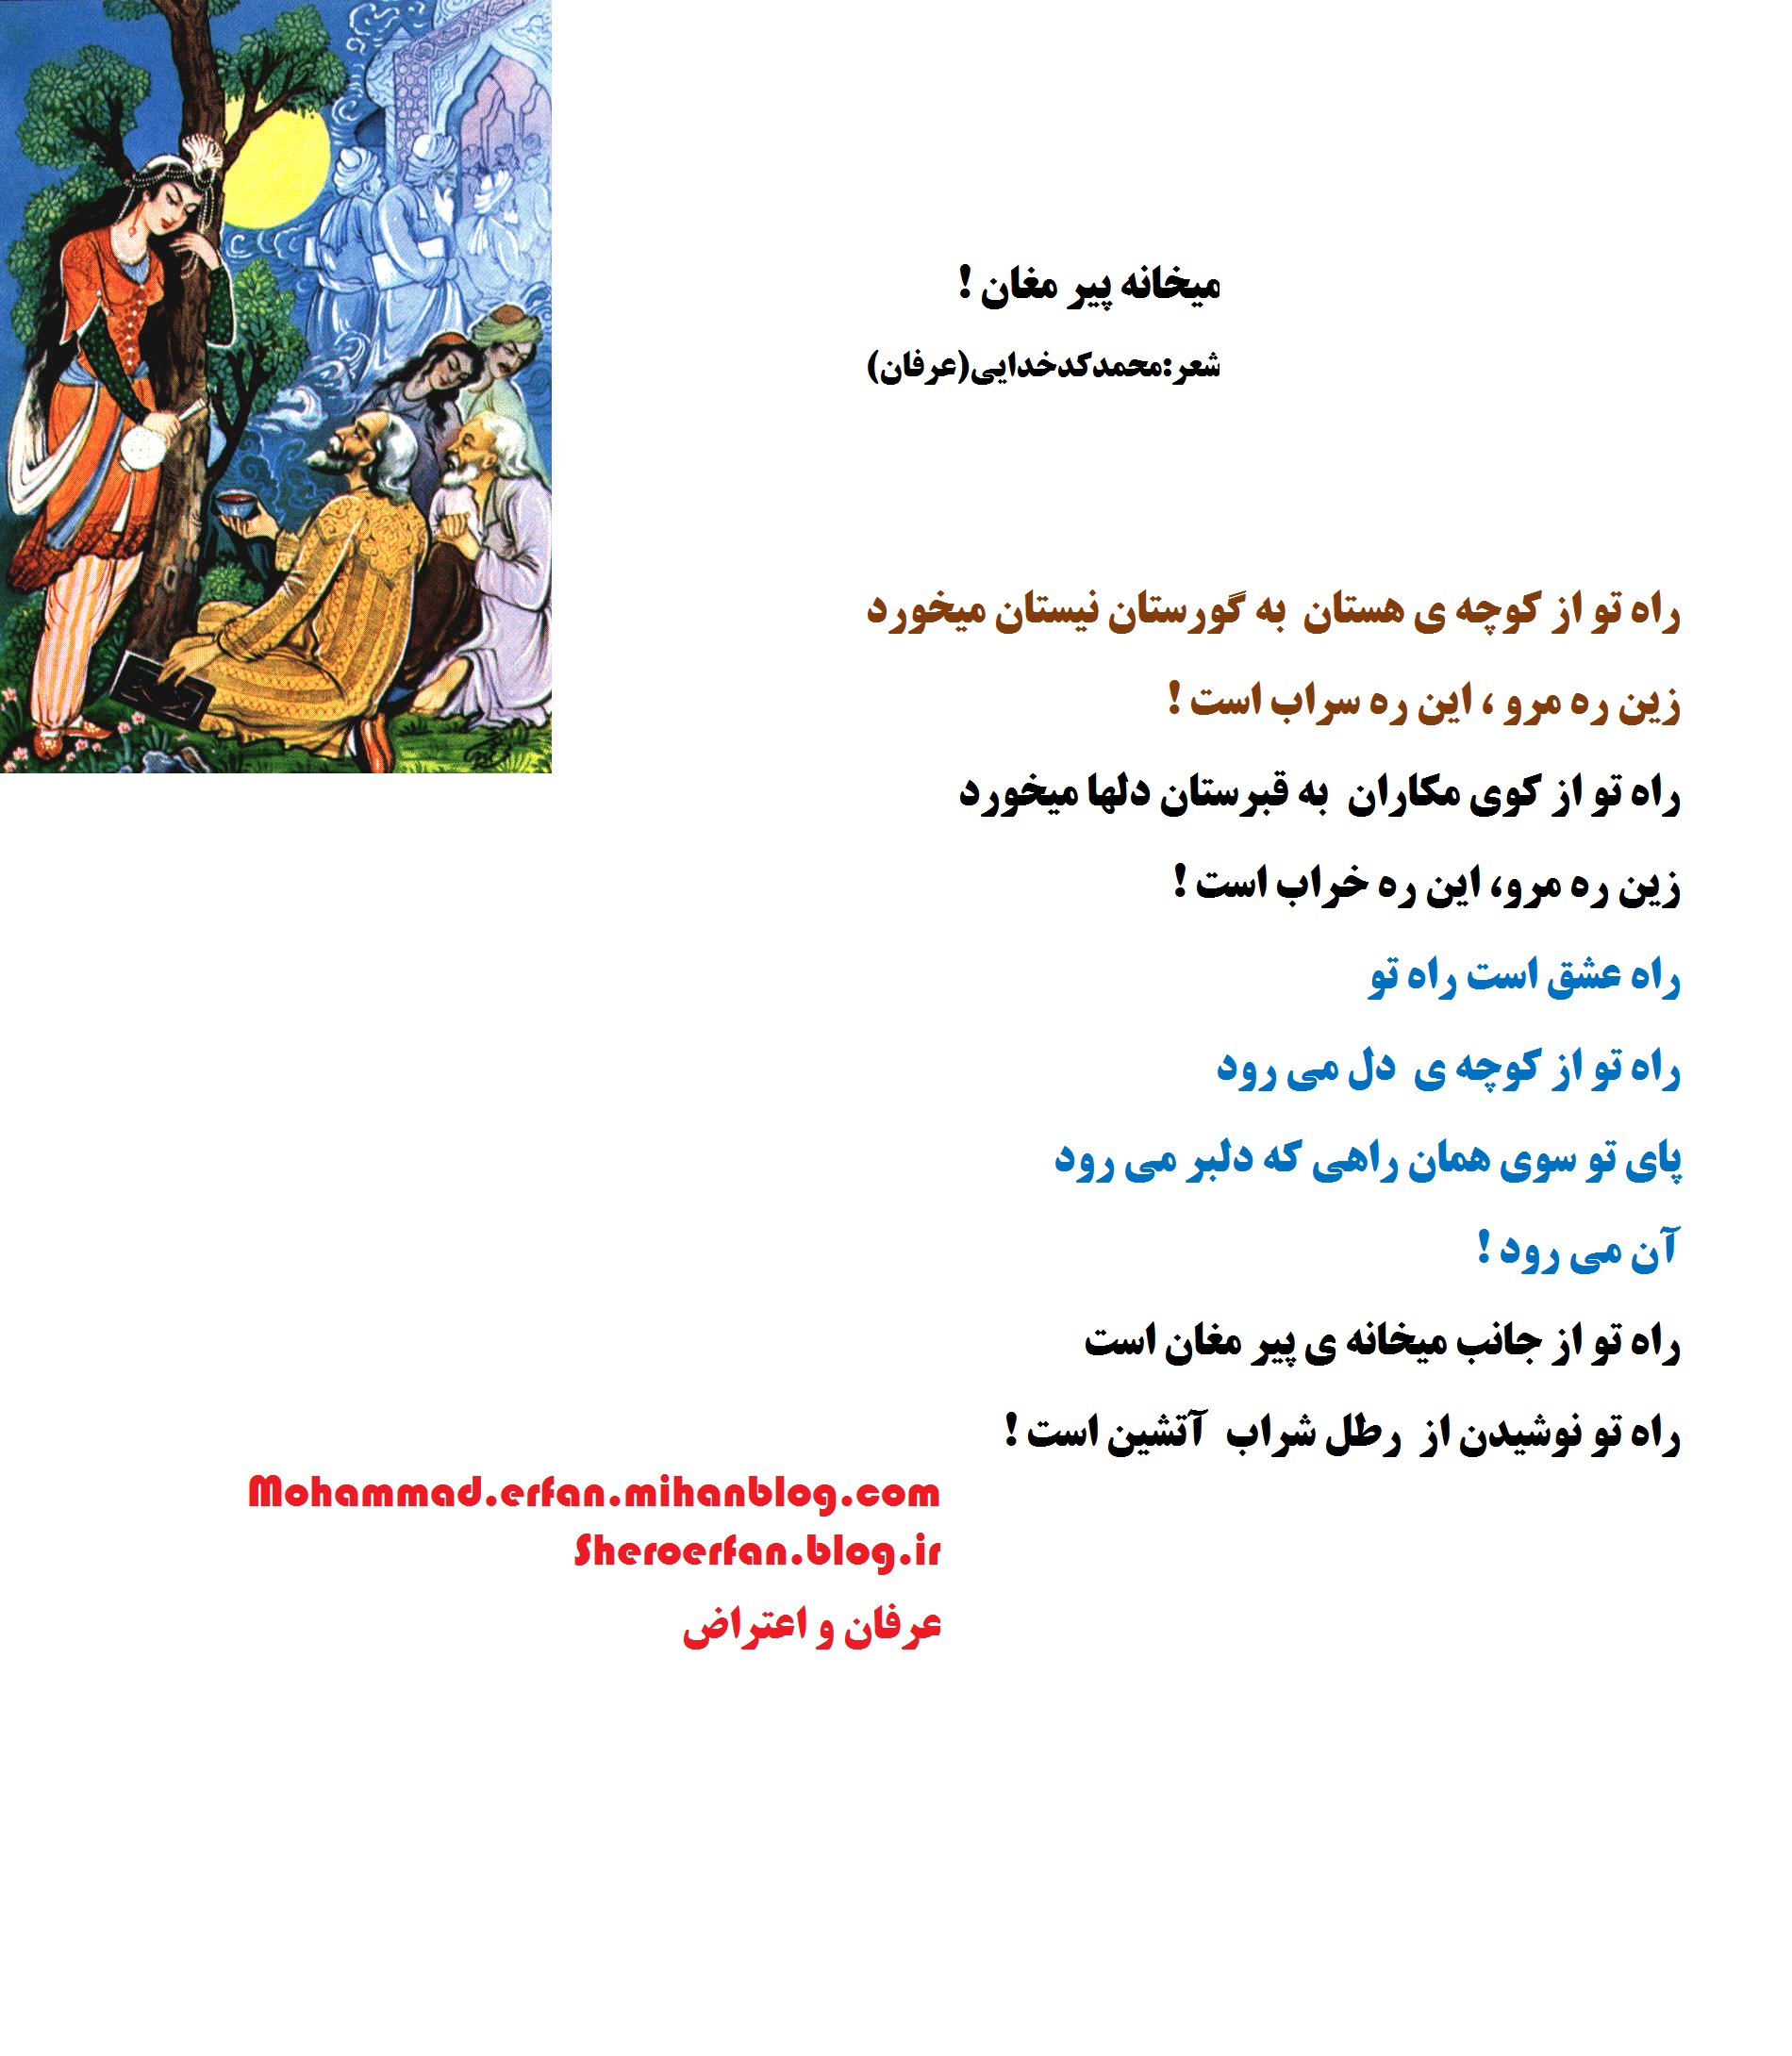 میخانه پیر مغان !
شعر:محمدکدخدایی(عرفان)
راه تو از کوچه ی هستان به گورستان نیستان میخورد
زین ره مرو ، این ره سراب است !
راه تو از کوی مکاران به قبرستان دلها میخورد
زین ره مرو، این ره خراب است !
راه عشق است راه تو
راه تو از کوچه ی دل می رود
پای تو سوی همان راهی که دلبر می رود
آن می رود !
راه تو از جانب میخانه ی پیر مغان است
راه تو نوشیدن از رطل شراب آتشین است !
Mohammad.erfan.mihanblog.com
Sheroerfan.blog.ir
عرفان و اعتراض